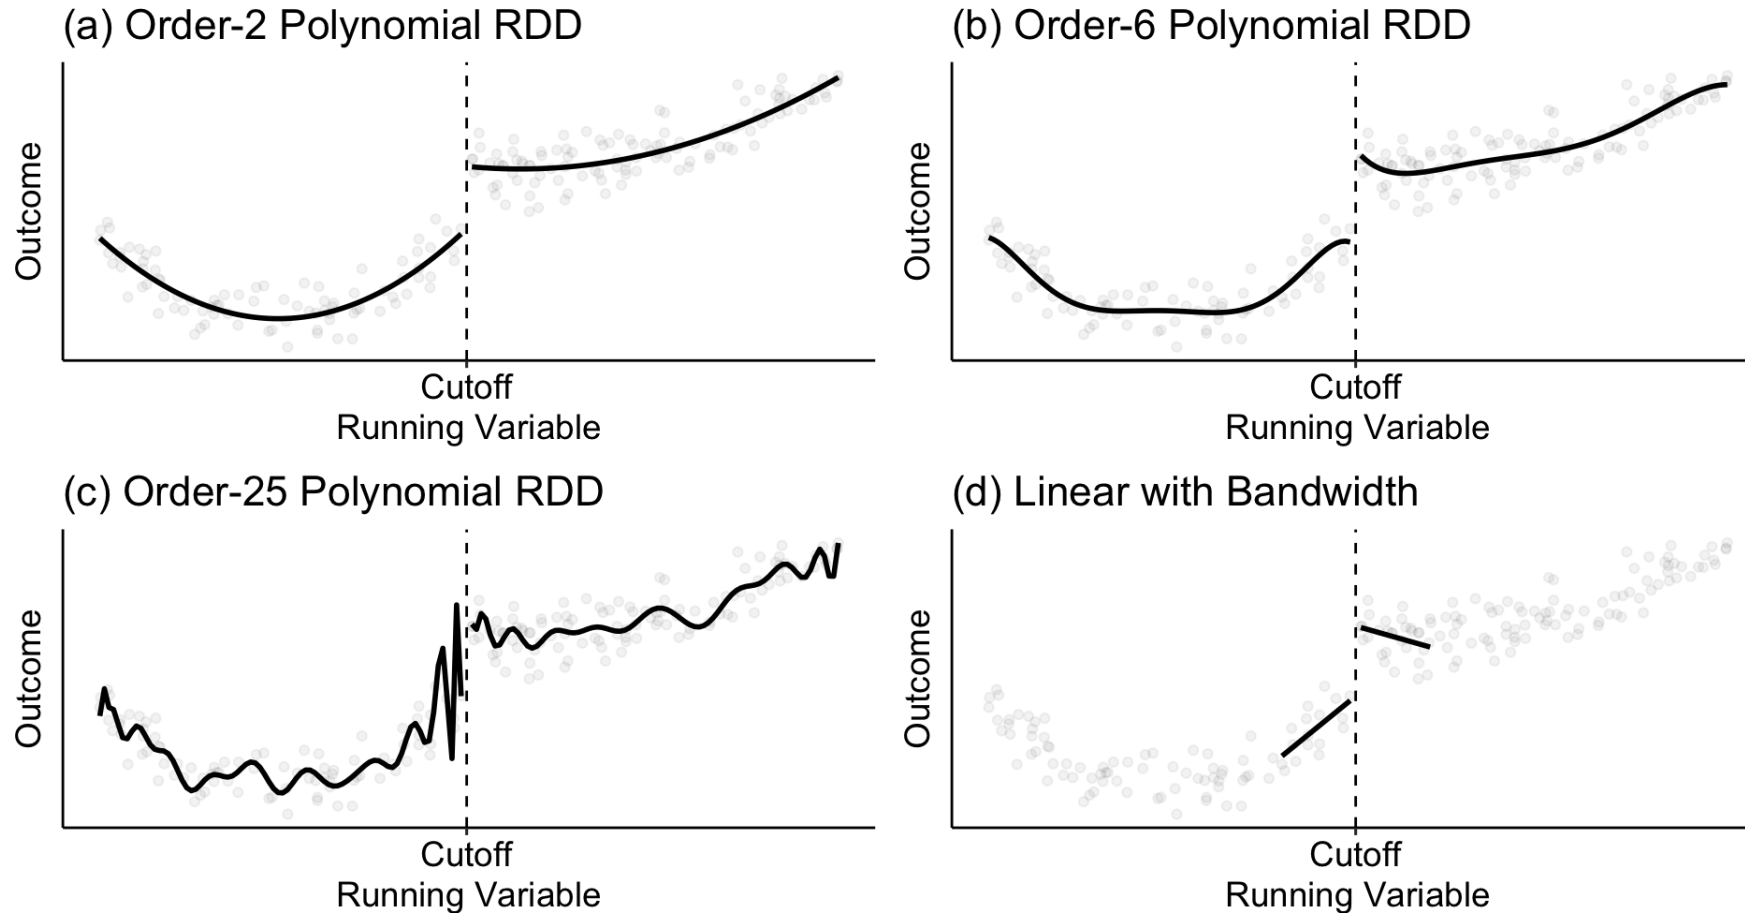 (a) Order-2 Polynomial RDD
Outcome
Cutoff
Running Variable
(b) Order-6 Polynomial RDD
Outcome
Cutoff
Running Variable
(c) Order-25 Polynomial RDD
Outcome
Cutoff
Running Variable
(d) Linear with Bandwidth
Outcome
Cutoff
Running Variable